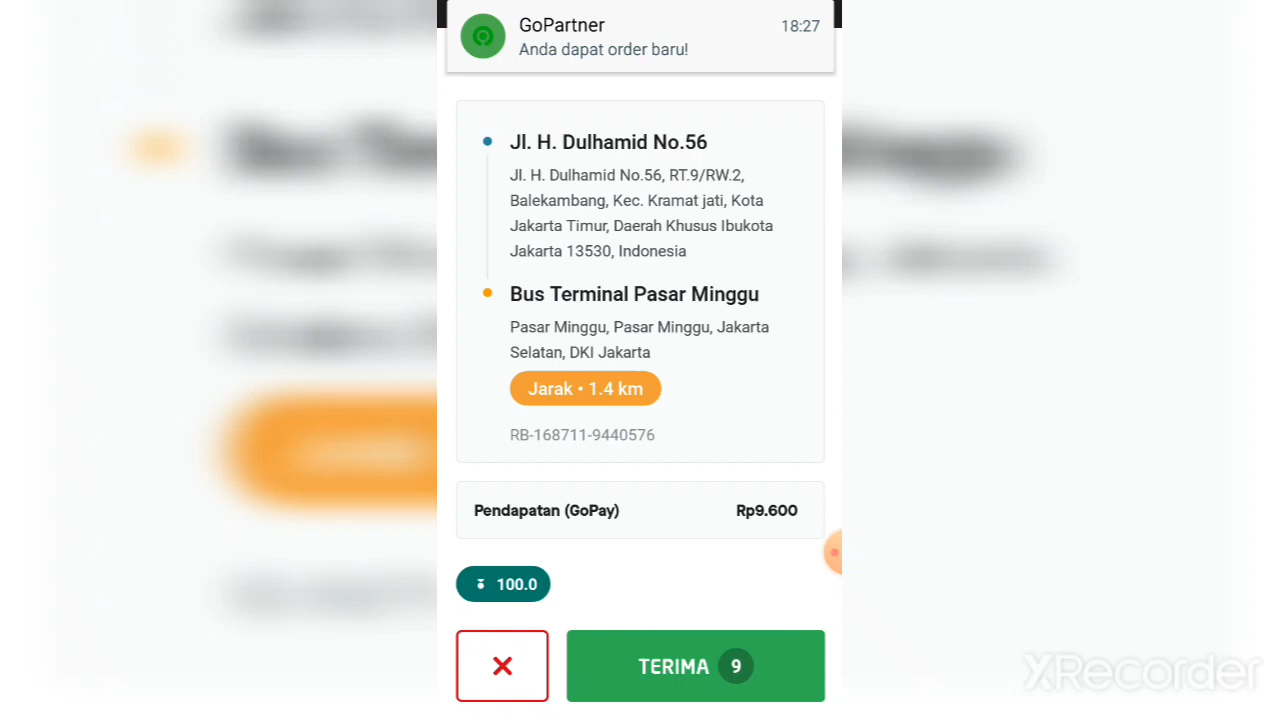 GoPartner
18:27
Anda dapat order baru!
Jl. H. Dulhamid No.56
Jl. H. Dulhamid No.56, RT.9/RW.2,
Balekambang, Kec. Kramat jati, Kota
Jakarta Timur, Daerah Khusus Ibukota
Jakarta 13530, Indonesia
Bus Terminal Pasar Minggu
Pasar Minggu, Pasar Minggu, Jakarta
Selatan, DKI Jakarta
Jarak • 1.4 km
RB-168711-9440576
Pendapatan (GoPay) Rp9.600
100.0
TERIMA 9
XRecorder